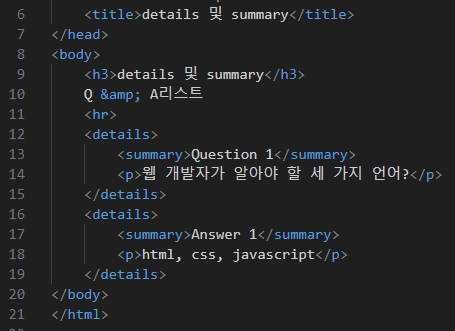 6 <title>details 및 summary</title>
7 </head>
8 <body>
9 <h3>details 및 summary</h3>
10 Q &amp; A리스트
11 <hr>
12 <details>
13 <summary>Question 1</summary>
14 <p>웹 개발자가 알아야 할 세 가지 언어?</p>
15 </details>
16 <details>
17 <summary>Answer 1</summary>
18 <p>html, css, javascript</p>
19 </details>
20 </body>
21 </html>